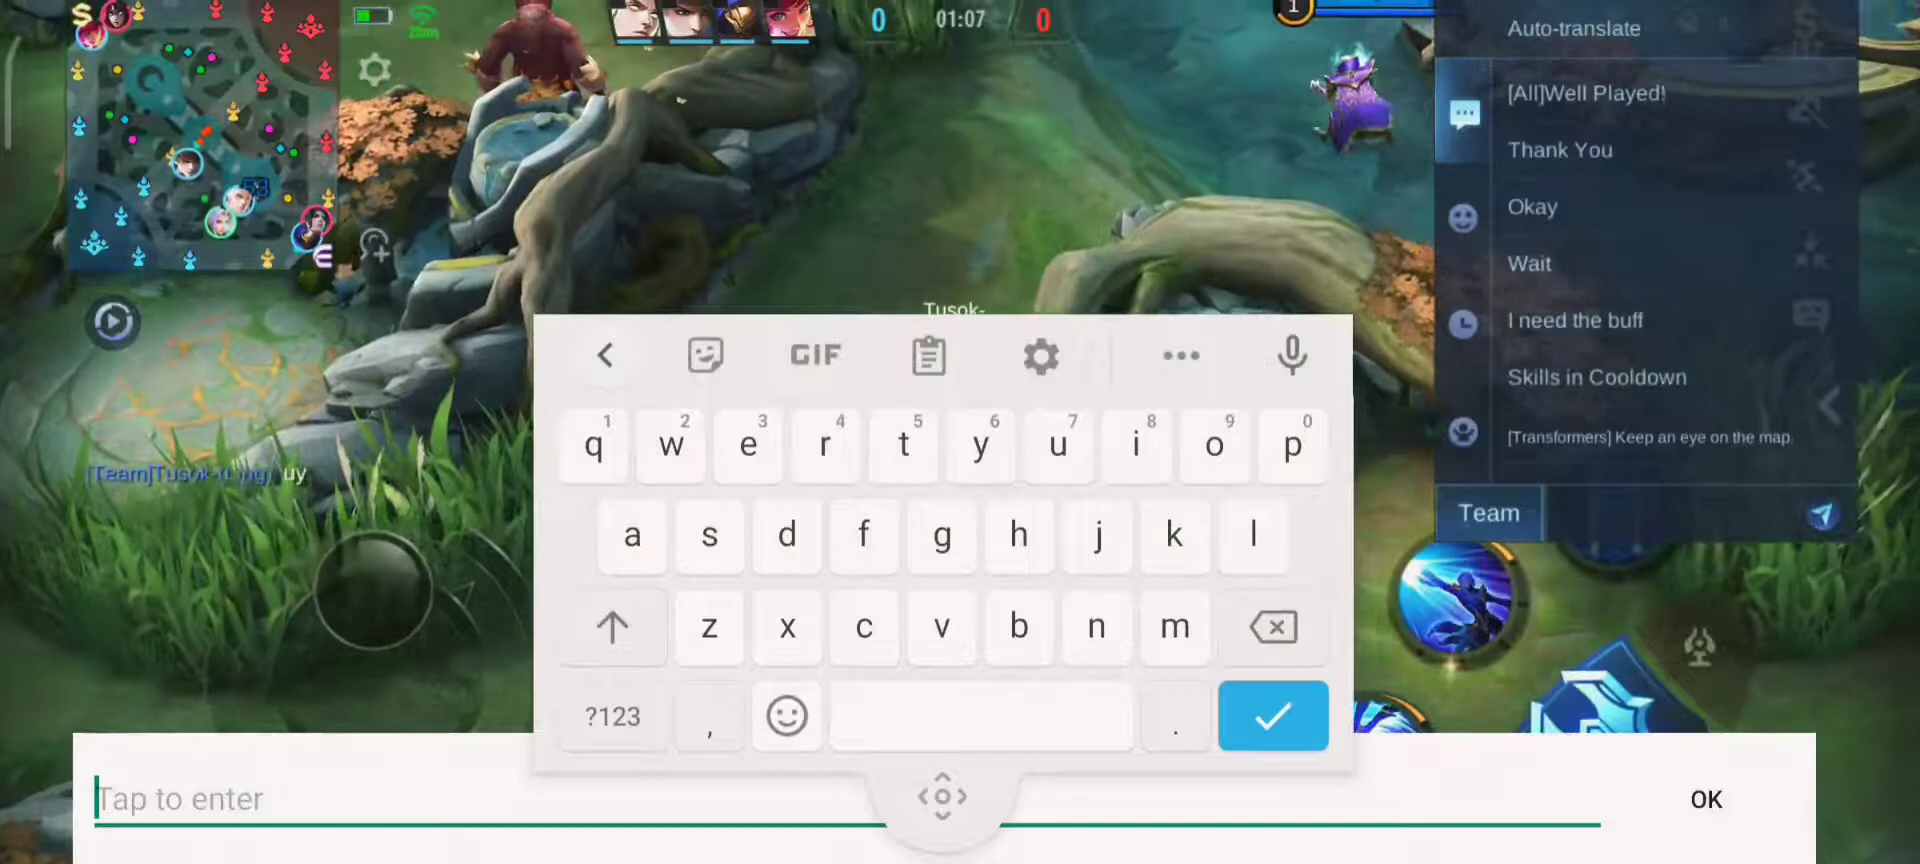 0
01:07
0
1
Auto-translate
[All]Well Played!
Thank You
Okay
Wait
I need the buff
Skills in Cooldown
[Transformers] Keep an eye on the map.
Team
Tusok-
uy
GIF
1 2 3 4 5 6 7 8 9 0
q w e r t y u i o p
a s d f g h j k l
z x c v b n m
?123 , .
Tap to enter
OK